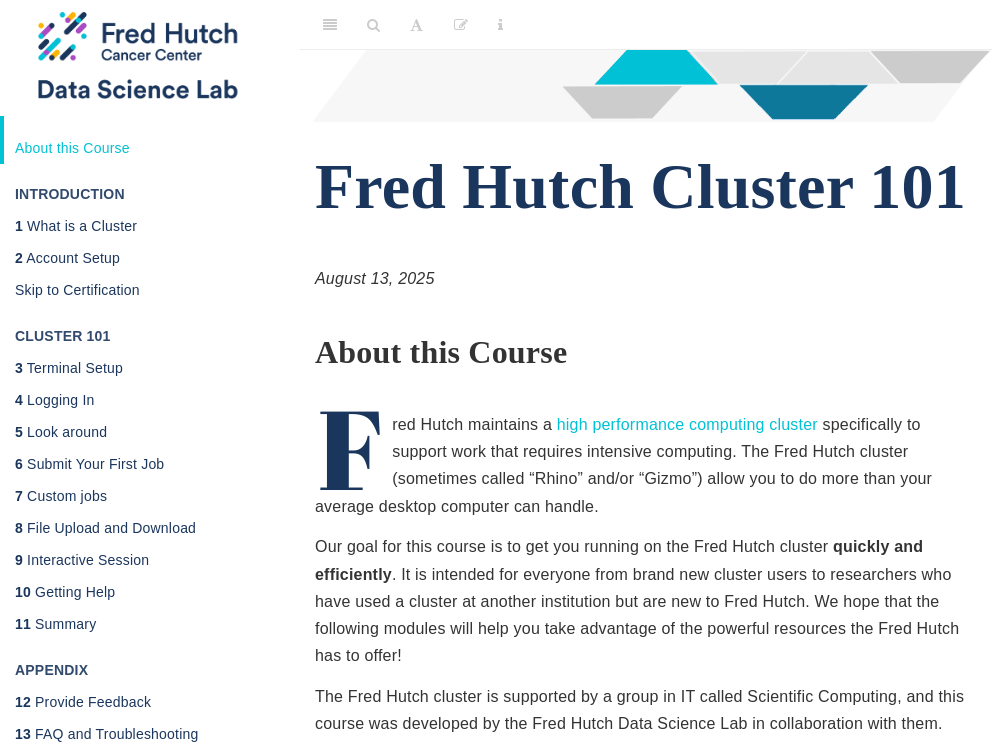 Fred Hutch
Cancer Center
Data Science Lab
About this Course
INTRODUCTION
1 What is a Cluster
2 Account Setup
Skip to Certification
CLUSTER 101
3 Terminal Setup
4 Logging In
5 Look around
6 Submit Your First Job
7 Custom jobs
8 File Upload and Download
9 Interactive Session
10 Getting Help
11 Summary
APPENDIX
12 Provide Feedback
13 FAQ and Troubleshooting
A
Fred Hutch Cluster 101
August 13, 2025
About this Course
Fred Hutch maintains a high performance computing cluster specifically to
support work that requires intensive computing. The Fred Hutch cluster
(sometimes called “Rhino” and/or “Gizmo”) allow you to do more than your
average desktop computer can handle.
Our goal for this course is to get you running on the Fred Hutch cluster quickly and
efficiently. It is intended for everyone from brand new cluster users to researchers who
have used a cluster at another institution but are new to Fred Hutch. We hope that the
following modules will help you take advantage of the powerful resources the Fred Hutch
has to offer!
The Fred Hutch cluster is supported by a group in IT called Scientific Computing, and this
course was developed by the Fred Hutch Data Science Lab in collaboration with them.